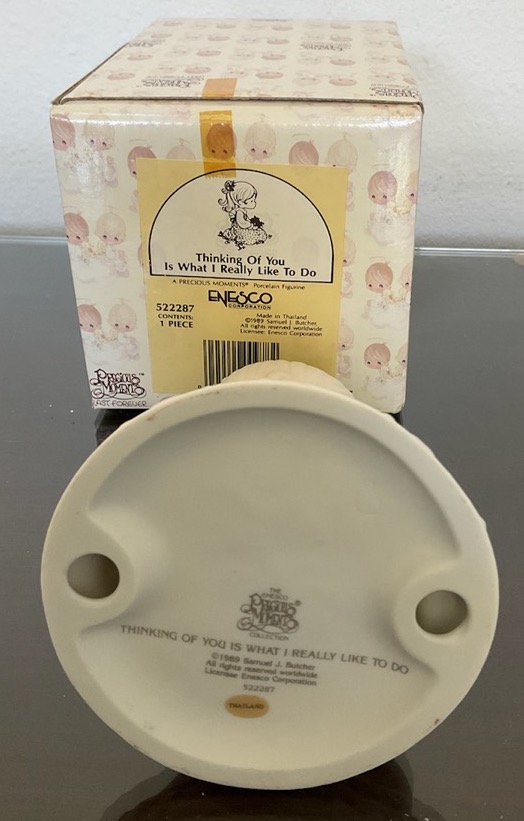 Thinking Of You
Is What I Really Like To Do
A PRECIOUS MOMENTS® Porcelain Figurine
ENESCO
CORPORATION
522287
CONTENTS:
1 PIECE
Made in Thailand
©1989 Samuel J. Butcher
All rights reserved worldwide
Licensee: Enesco Corporation
Precious
Moments™
LAST FOREVER
THE
ENESCO
Precious
Moments
COLLECTION
THINKING OF YOU IS WHAT I REALLY LIKE TO DO
©1989 Samuel J. Butcher
All rights reserved worldwide
Licensee Enesco Corporation
522287
THAILAND